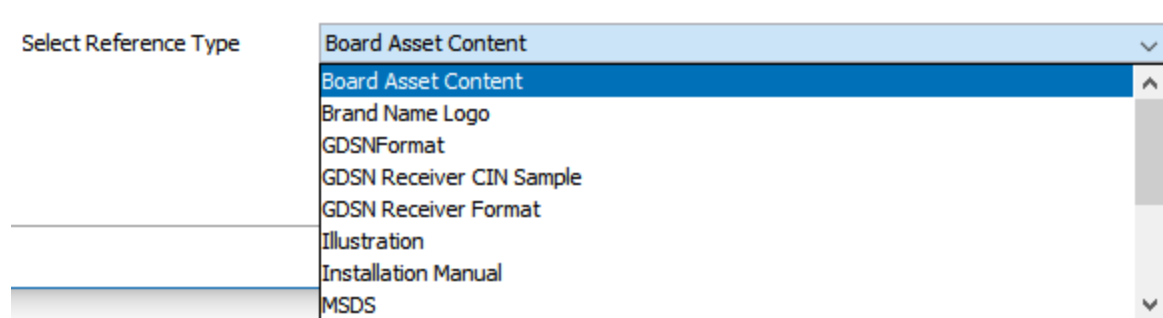 Select Reference Type Board Asset Content
Board Asset Content
Brand Name Logo
GDSNFormat
GDSN Receiver CIN Sample
GDSN Receiver Format
Illustration
Installation Manual
MSDS